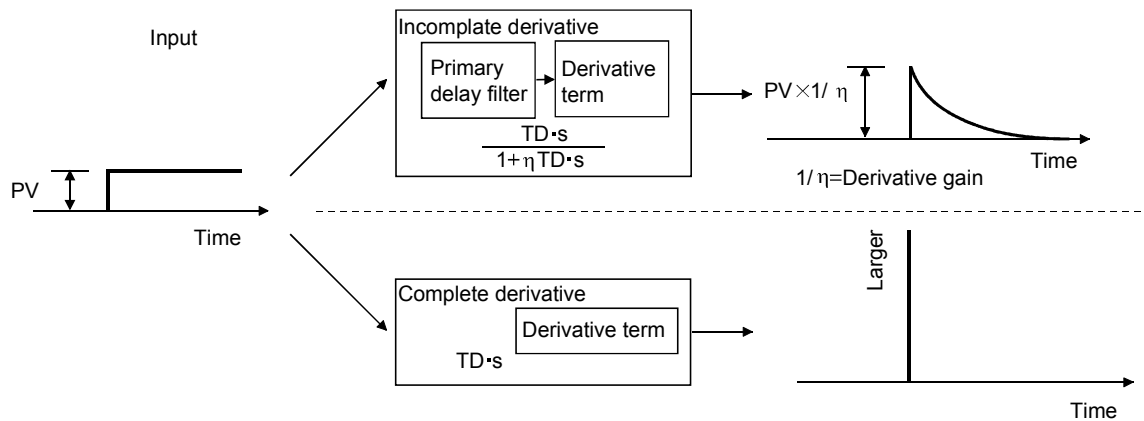 Input
PV
Time
Incomplate derivative
Primary
delay filter
Derivative
term
TD·s
1+ηTD·s
PV×1/ η
Time
1/ η=Derivative gain
Complete derivative
Derivative term
TD·s
Larger
Time